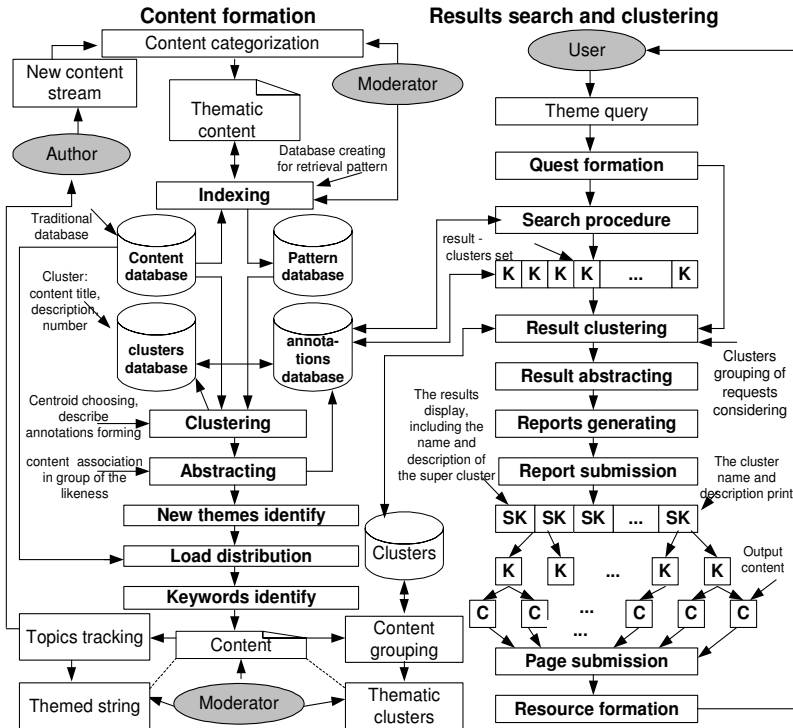 Content formation
Content categorization
New content
stream
Moderator
Thematic
content
Author
Database creating
for retrieval pattern
Indexing
Traditional
database
Content
database
Pattern
database
Cluster:
content title,
description,
number
clusters
database
annota-
tions
database
Centroid choosing,
describe
annotations forming
Clustering
content association
in group of the
likeness
Abstracting
New themes identify
Load distribution
Keywords identify
Clusters
Topics tracking
Content
Content
grouping
Themed string
Moderator
Thematic
clusters
Results search and clustering
User
Theme query
Quest formation
Search procedure
result -
clusters set
K K K K ... K
Result clustering
Clusters
grouping of
requests
considering
Result abstracting
The results
display,
including the
name and
description of
the super cluster
Reports generating
Report submission
The cluster
name and
description print
SK SK SK ... SK
K K ... K K
Output
content
C C ... C C C
...
Page submission
Resource formation